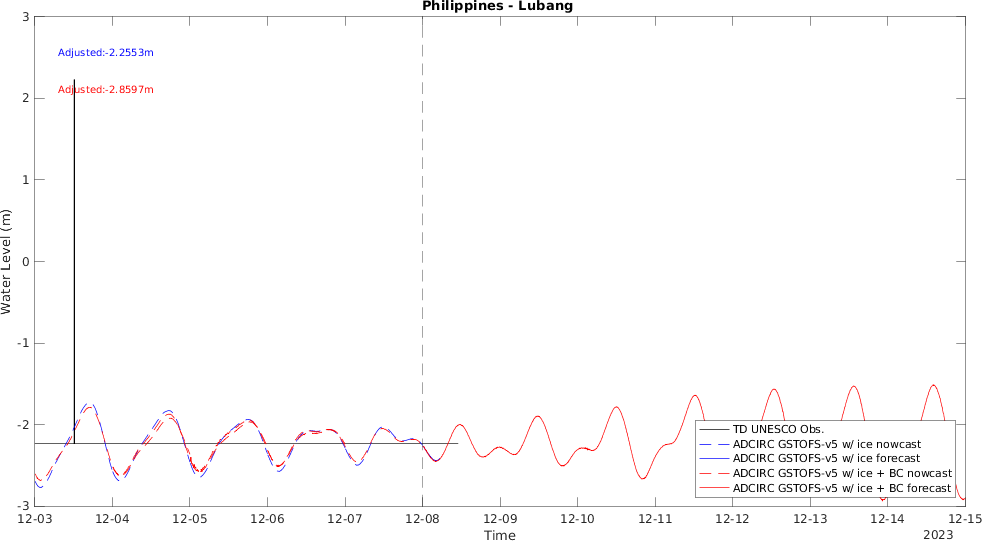 Philippines - Lubang
Adjusted:-2.2553m
Adjusted:-2.8597m
Water Level (m)
3
2
1
0
-1
-2
-3
TD UNESCO Obs.
ADCIRC GSTOFS-v5 w/ ice nowcast
ADCIRC GSTOFS-v5 w/ ice forecast
ADCIRC GSTOFS-v5 w/ ice + BC nowcast
ADCIRC GSTOFS-v5 w/ ice + BC forecast
12-03 12-04 12-05 12-06 12-07 12-08 12-09 12-10 12-11 12-12 12-13 12-14 12-15
Time
2023